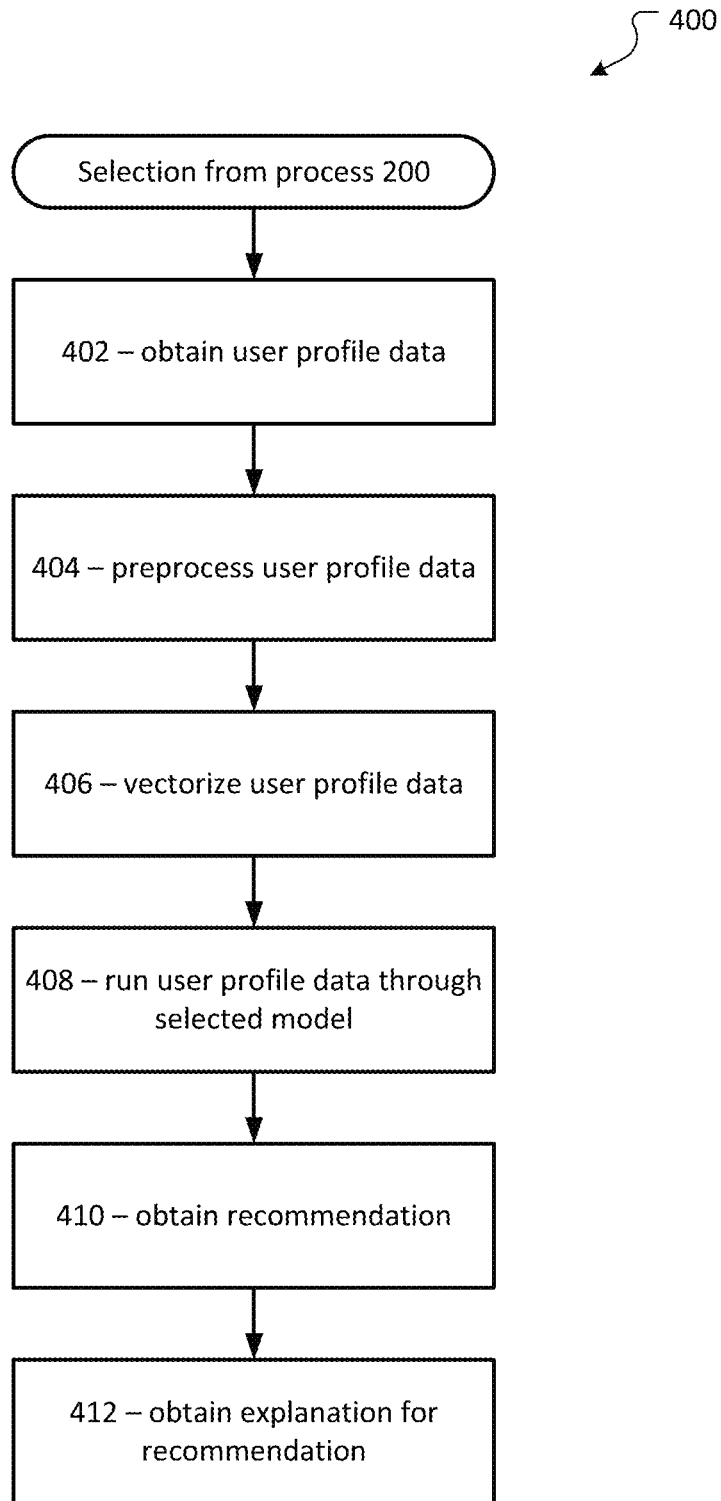 400
Selection from process 200
402 – obtain user profile data
404 – preprocess user profile data
406 – vectorize user profile data
408 – run user profile data through
selected model
410 – obtain recommendation
412 – obtain explanation for
recommendation